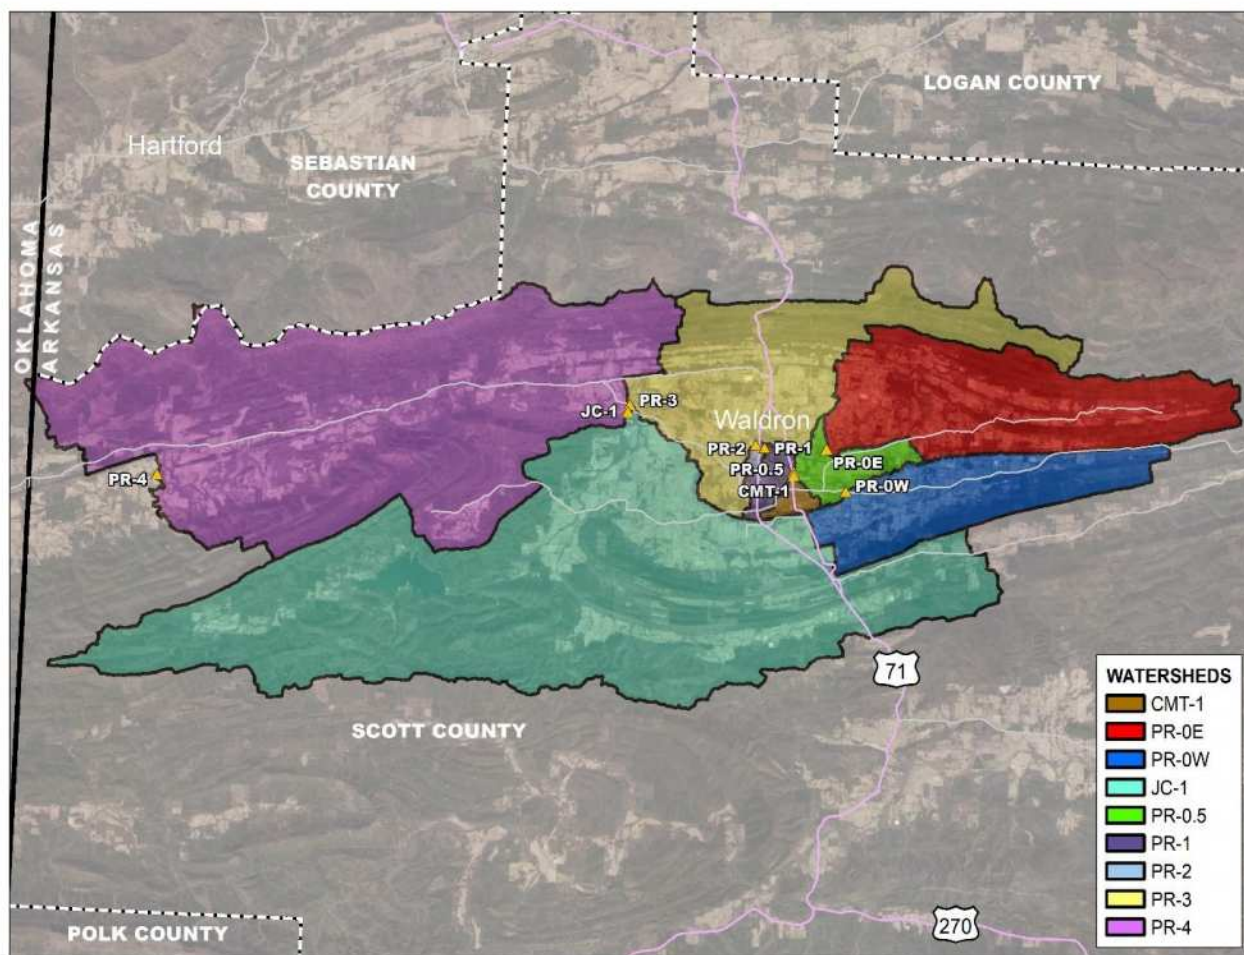 LOGAN COUNTY
Hartford
SEBASTIAN
COUNTY
OKLAHOMA
ARKANSAS
PR-3
JC-1
Waldron
PR-2
PR-1
PR-0E
PR-0.5
PR-4
CMT-1
PR-0W
71
SCOTT COUNTY
270
POLK COUNTY
WATERSHEDS
CMT-1
PR-0E
PR-0W
JC-1
PR-0.5
PR-1
PR-2
PR-3
PR-4